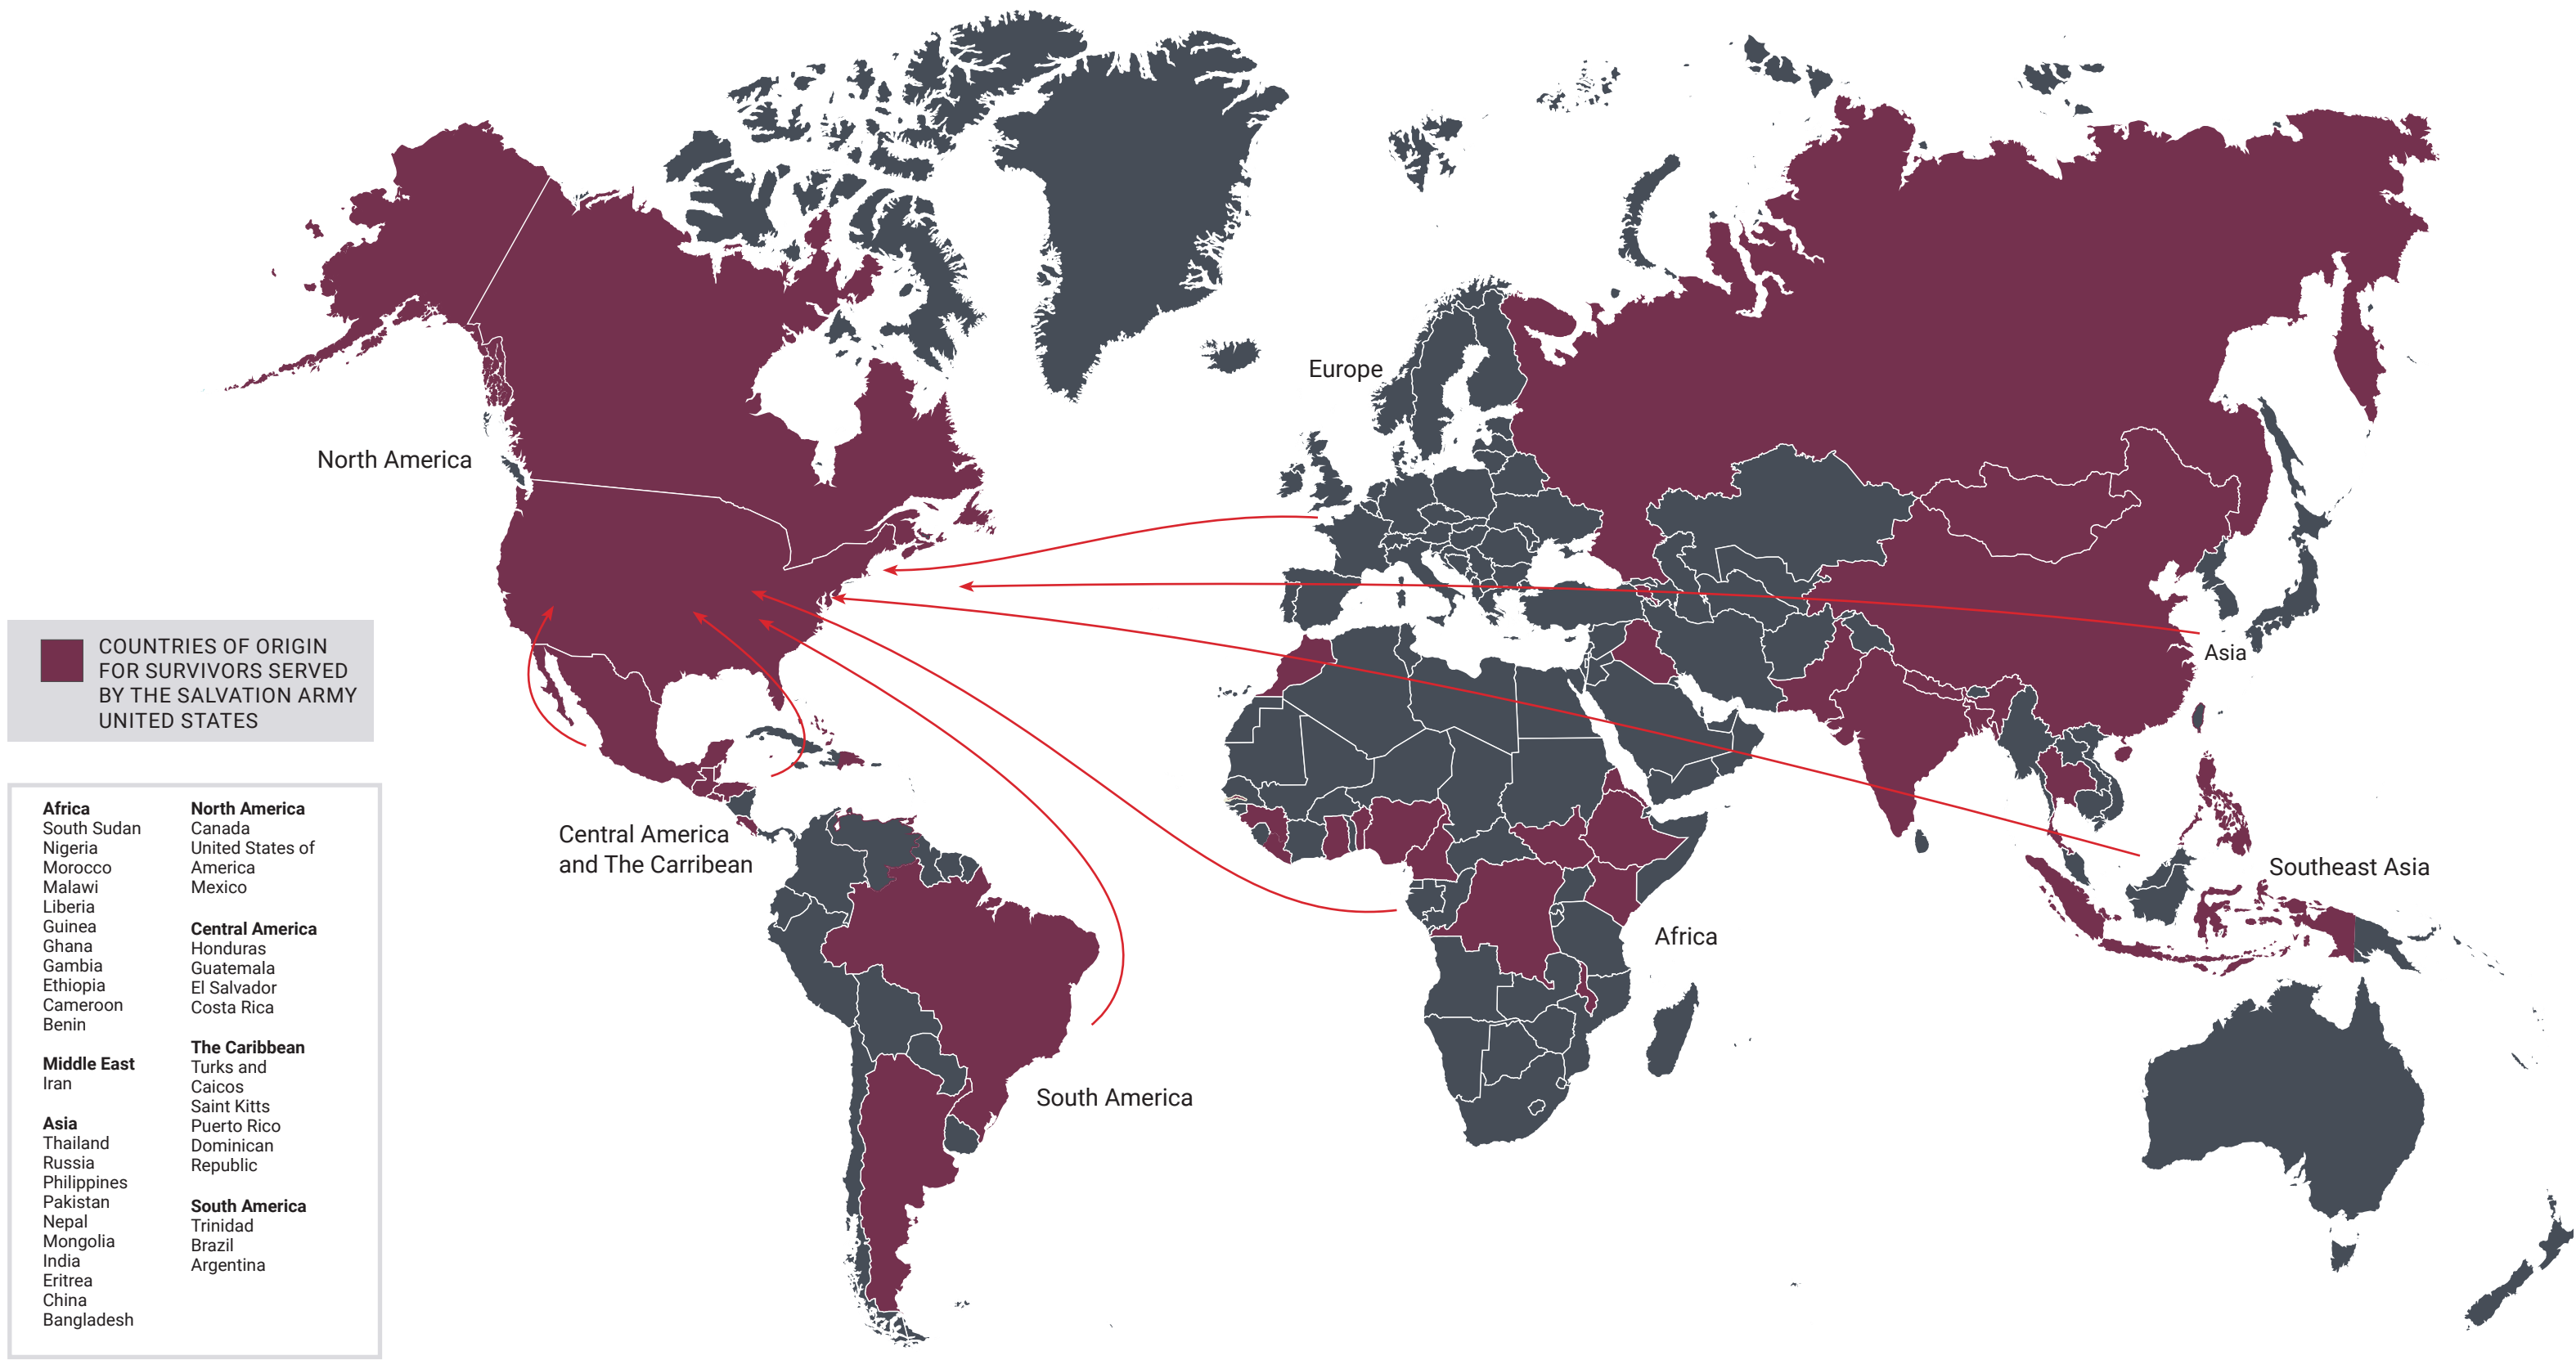 North America
Europe
Asia
COUNTRIES OF ORIGIN
FOR SURVIVORS SERVED
BY THE SALVATION ARMY
UNITED STATES
Central America
and The Carribean
Southeast Asia
Africa
South America
Africa
South Sudan
Nigeria
Morocco
Malawi
Liberia
Guinea
Ghana
Gambia
Ethiopia
Cameroon
Benin
Middle East
Iran
Asia
Thailand
Russia
Philippines
Pakistan
Nepal
Mongolia
India
Eritrea
China
Bangladesh
North America
Canada
United States of
America
Mexico
Central America
Honduras
Guatemala
El Salvador
Costa Rica
The Caribbean
Turks and
Caicos
Saint Kitts
Puerto Rico
Dominican
Republic
South America
Trinidad
Brazil
Argentina